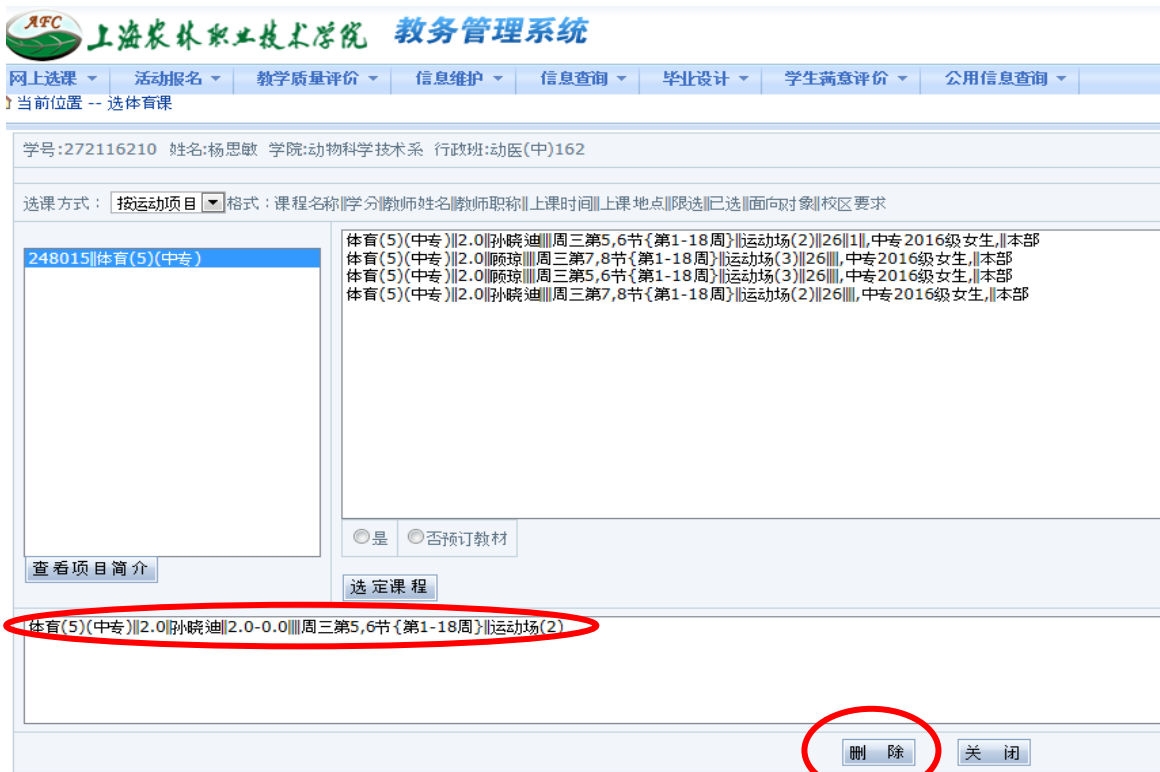 AFC 上海农林职业技术学院 教务管理系统
网上选课 活动报名 教学质量评价 信息维护 信息查询 毕业设计 学生满意评价 公用信息查询
当前位置 -- 选体育课
学号:272116210 姓名:杨思敏 学院:动物科学技术系 行政班:动医(中)162
选课方式： 按运动项目 格式：课程名称||学分||教师姓名||教师职称||上课时间||上课地点||限选||已选||面向对象||校区要求
248015||体育(5)(中专)
体育(5)(中专)||2.0||孙晓迪||||周三第5,6节{第1-18周}||运动场(2)||26||1||,中专2016级女生,||本部
体育(5)(中专)||2.0||顾琼||||周三第7,8节{第1-18周}||运动场(3)||26||||,中专2016级女生,||本部
体育(5)(中专)||2.0||顾琼||||周三第5,6节{第1-18周}||运动场(3)||26||||,中专2016级女生,||本部
体育(5)(中专)||2.0||孙晓迪||||周三第7,8节{第1-18周}||运动场(2)||26||||,中专2016级女生,||本部
是 否预订教材
查看项目简介
选定课程
体育(5)(中专)||2.0||孙晓迪||2.0-0.0||||周三第5,6节{第1-18周}||运动场(2)
删 除 关 闭